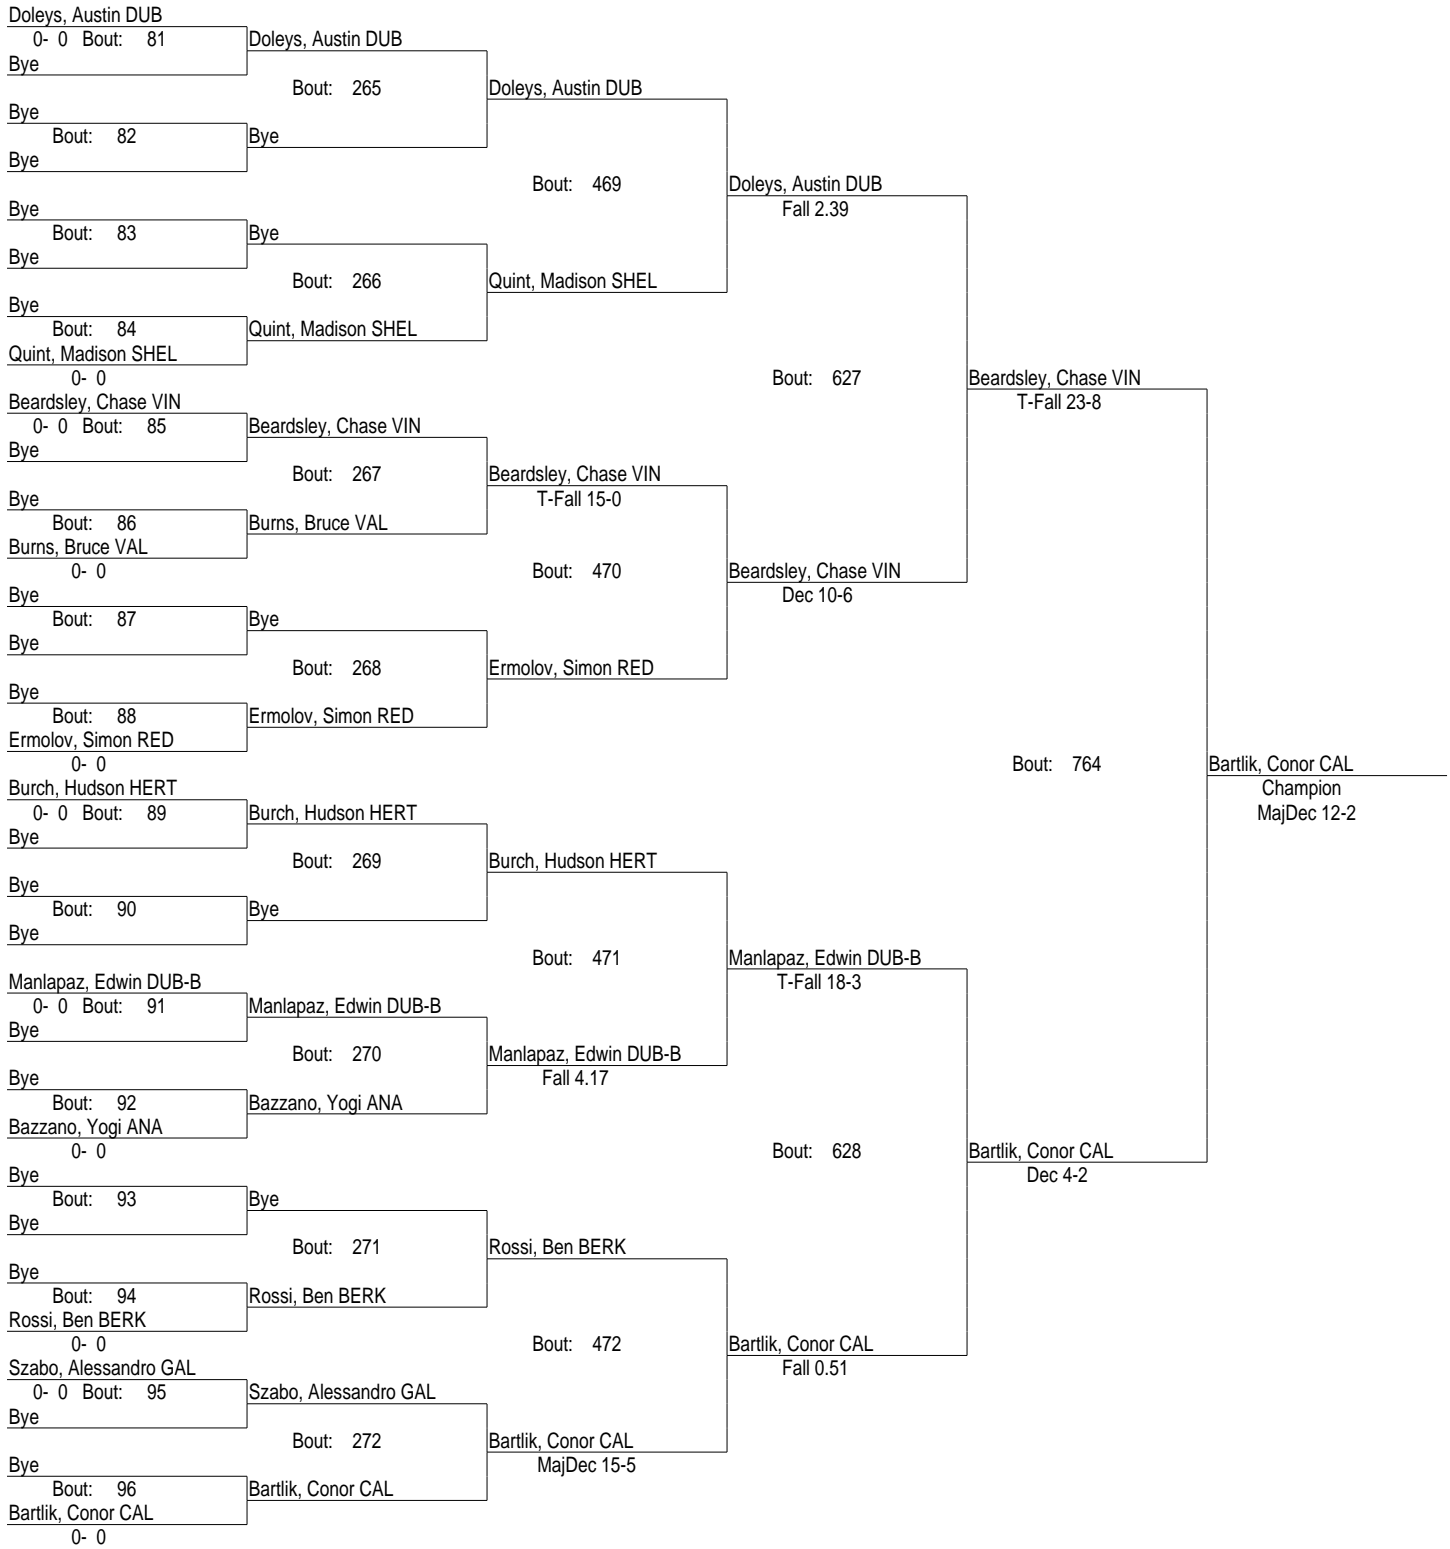 Doleys, Austin DUB
0- 0 Bout: 81 Doleys, Austin DUB
Bye
Bout: 265 Doleys, Austin DUB
Bye
Bout: 82 Bye
Bye
Bout: 469 Doleys, Austin DUB
Bye Fall 2.39
Bout: 83 Bye
Bye
Bout: 266 Quint, Madison SHEL
Bye
Bout: 84 Quint, Madison SHEL
Quint, Madison SHEL
0- 0 Bout: 627 Beardsley, Chase VIN
Beardsley, Chase VIN T-Fall 23-8
0- 0 Bout: 85 Beardsley, Chase VIN
Bye
Bout: 267 Beardsley, Chase VIN
Bye T-Fall 15-0
Bout: 86 Burns, Bruce VAL
Burns, Bruce VAL
0- 0 Bout: 470 Beardsley, Chase VIN
Bye Dec 10-6
Bout: 87 Bye
Bye
Bout: 268 Ermolov, Simon RED
Bye
Bout: 88 Ermolov, Simon RED
Ermolov, Simon RED
0- 0 Bout: 764 Bartlik, Conor CAL
Burch, Hudson HERT Champion
0- 0 Bout: 89 Burch, Hudson HERT MajDec 12-2
Bye
Bout: 269 Burch, Hudson HERT
Bye
Bout: 90 Bye
Bye
Bout: 471 Manlapaz, Edwin DUB-B
Manlapaz, Edwin DUB-B T-Fall 18-3
0- 0 Bout: 91 Manlapaz, Edwin DUB-B
Bye
Bout: 270 Manlapaz, Edwin DUB-B
Bye Fall 4.17
Bout: 92 Bazzano, Yogi ANA
Bazzano, Yogi ANA
0- 0 Bout: 628 Bartlik, Conor CAL
Bye Dec 4-2
Bout: 93 Bye
Bye
Bout: 271 Rossi, Ben BERK
Bye
Bout: 94 Rossi, Ben BERK
Rossi, Ben BERK
0- 0 Bout: 472 Bartlik, Conor CAL
Szabo, Alessandro GAL Fall 0.51
0- 0 Bout: 95 Szabo, Alessandro GAL
Bye
Bout: 272 Bartlik, Conor CAL
Bye MajDec 15-5
Bout: 96 Bartlik, Conor CAL
Bartlik, Conor CAL
0- 0